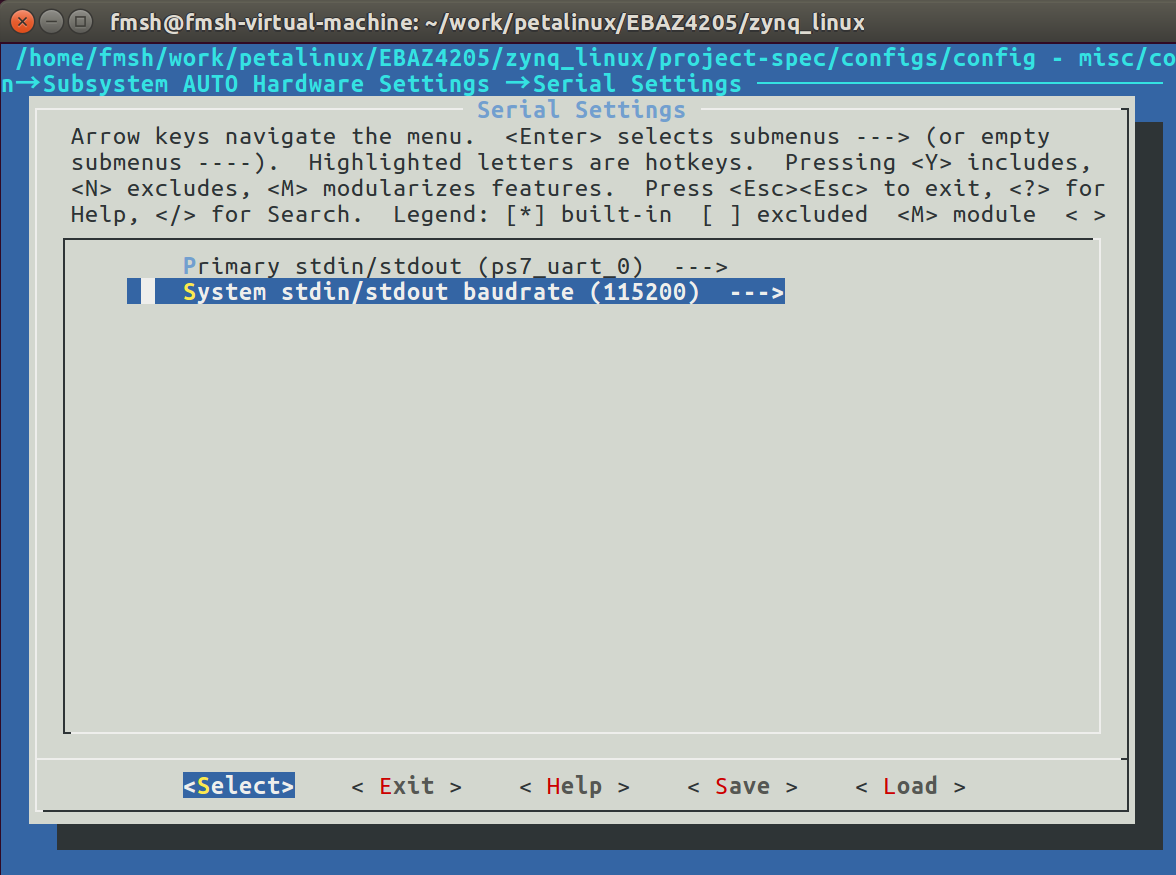 fmsh@fmsh-virtual-machine: ~/work/petalinux/EBAZ4205/zynq_linux
/home/fmsh/work/petalinux/EBAZ4205/zynq_linux/project-spec/configs/config - misc/co
n→Subsystem AUTO Hardware Settings →Serial Settings
Serial Settings
Arrow keys navigate the menu.  <Enter> selects submenus ---> (or empty
submenus ----).  Highlighted letters are hotkeys.  Pressing <Y> includes,
<N> excludes, <M> modularizes features.  Press <Esc><Esc> to exit, <?> for
Help, </> for Search.  Legend: [*] built-in  [ ] excluded  <M> module  < >
Primary stdin/stdout (ps7_uart_0)  --->
System stdin/stdout baudrate (115200)  --->
<Select>    < Exit >    < Help >    < Save >    < Load >